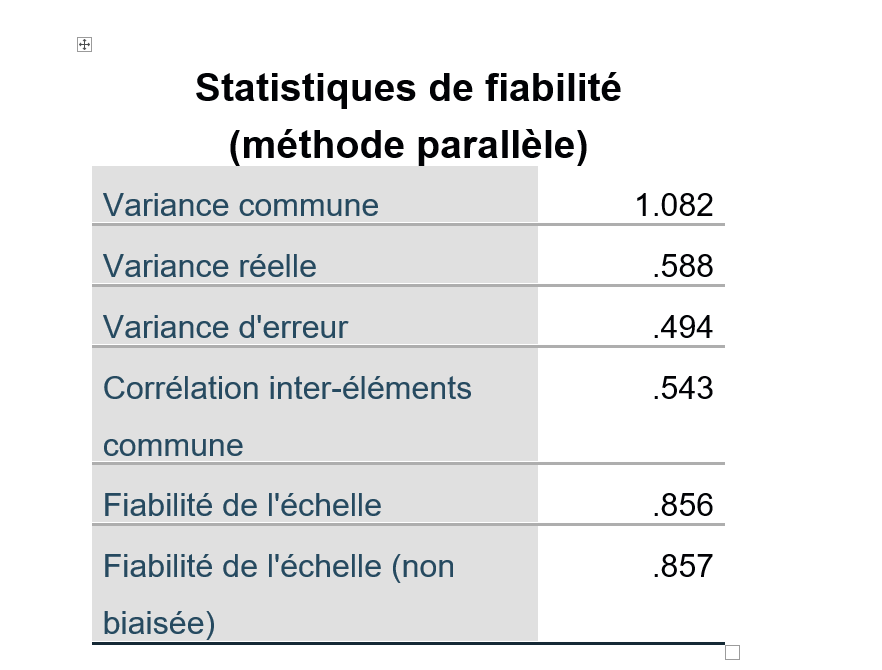 Statistiques de fiabilité
(méthode parallèle)
Variance commune 1.082
Variance réelle .588
Variance d'erreur .494
Corrélation inter-éléments .543
commune
Fiabilité de l'échelle .856
Fiabilité de l'échelle (non .857
biaisée)